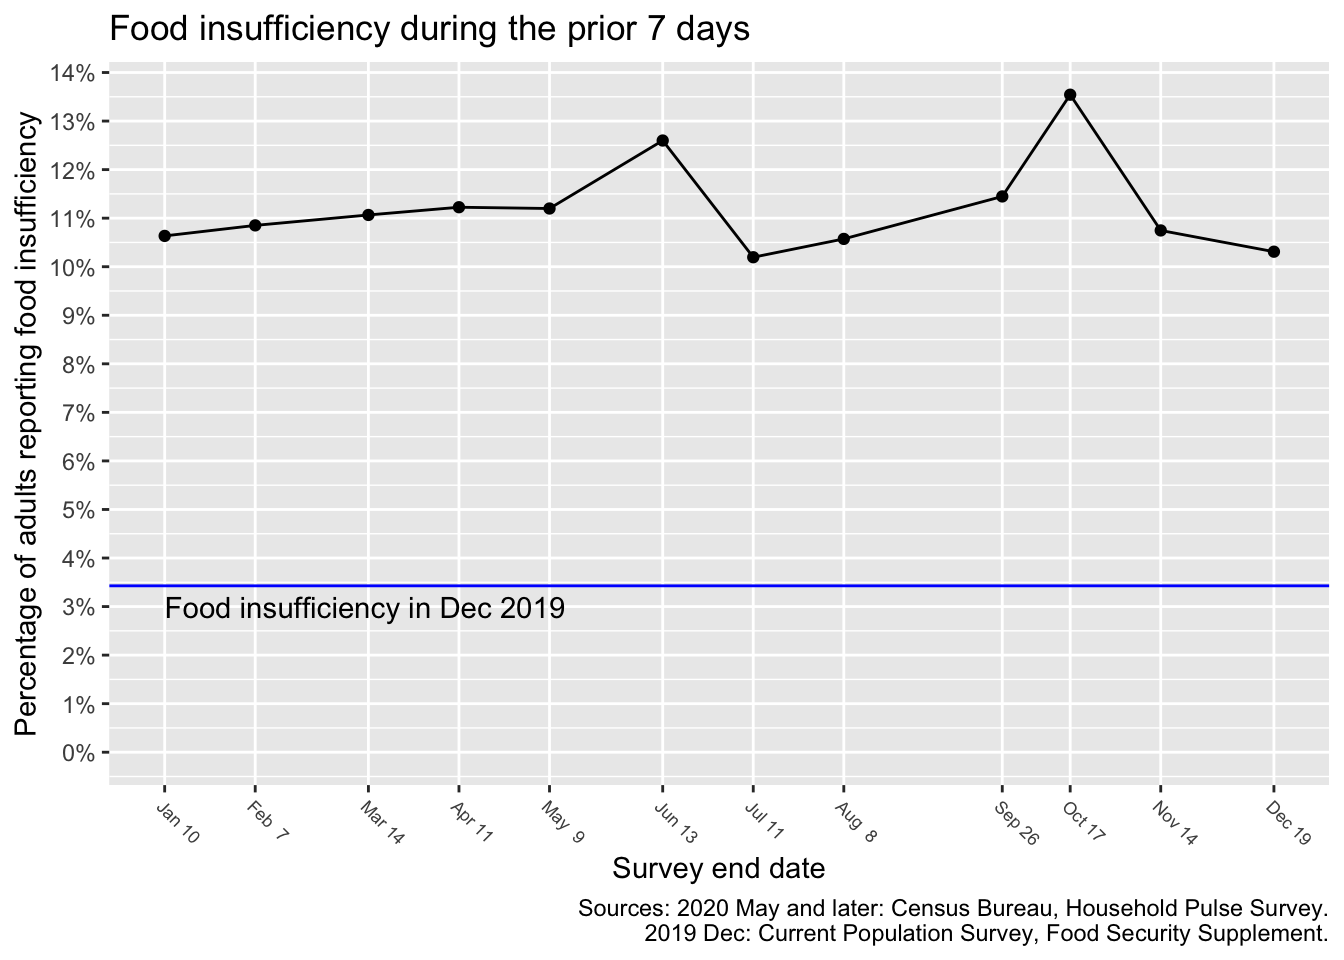 Food insufficiency during the prior 7 days
Percentage of adults reporting food insufficiency
14%
13%
12%
11%
10%
9%
8%
7%
6%
5%
4%
3%
2%
1%
0%
Food insufficiency in Dec 2019
Jan 10
Feb 7
Mar 14
Apr 11
May 9
Jun 13
Jul 11
Aug 8
Sep 26
Oct 17
Nov 14
Dec 19
Survey end date
Sources: 2020 May and later: Census Bureau, Household Pulse Survey.
2019 Dec: Current Population Survey, Food Security Supplement.